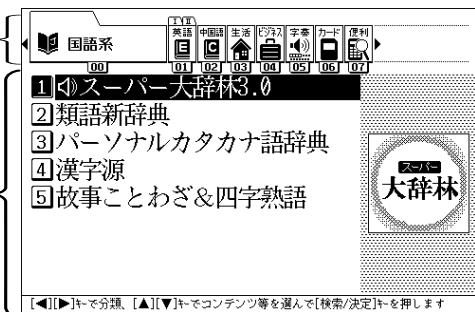 国語系
00
I II
英語
01
中国語
02
生活
03
ビジネス
04
字奏
05
カード
06
便利
07
1 スーパー大辞林3.0
2 類語新辞典
3 パーソナルカタカナ語辞典
4 漢字源
5 故事ことわざ&四字熟語
スーパー
大辞林
[◀][▶]キーで分類、[▲][▼]キーでコンテンツ等を選んで[検索/決定]キーを押します